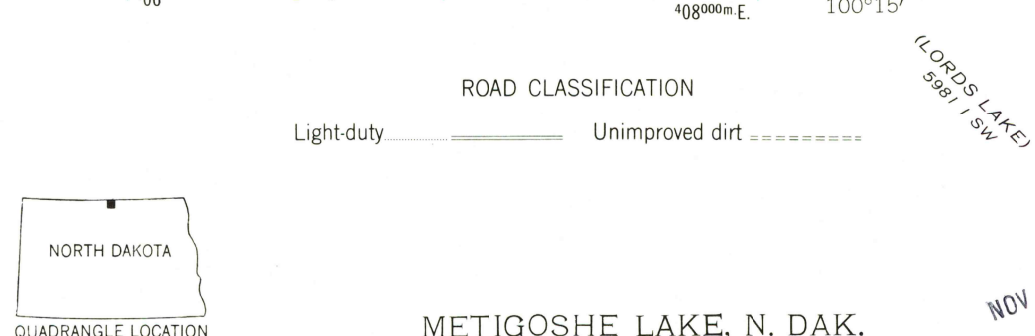 06
408000m.E.
100°15'
(LORDS LAKE)
5981 I SW
ROAD CLASSIFICATION
Light-duty
Unimproved dirt
NORTH DAKOTA
QUADRANGLE LOCATION
METIGOSHE LAKE, N. DAK.
NOV